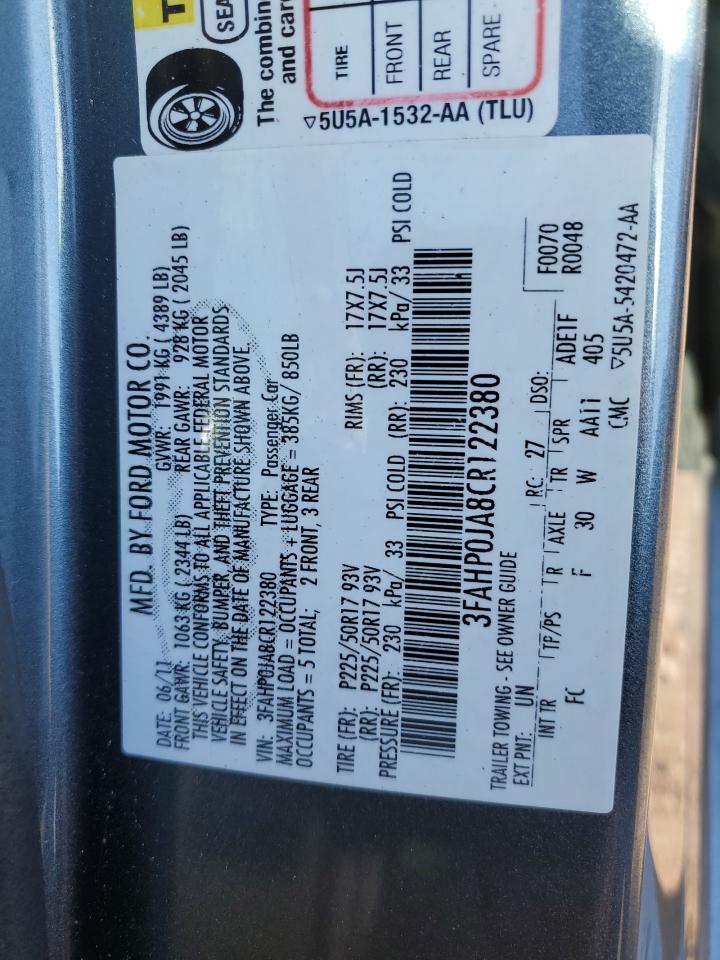 T
SEA
The combin
and carg
TIRE
FRONT
REAR
SPARE
▽5U5A-1532-AA (TLU)
MFD. BY FORD MOTOR CO.
DATE: 06/11 GVWR: 1991 KG ( 4389 LB)
FRONT GAWR: 1063 KG ( 2344 LB) REAR GAWR: 928 KG ( 2045 LB)
THIS VEHICLE CONFORMS TO ALL APPLICABLE FEDERAL MOTOR
VEHICLE SAFETY, BUMPER, AND THEFT PREVENTION STANDARDS
IN EFFECT ON THE DATE OF MANUFACTURE SHOWN ABOVE.
VIN: 3FAHP0JA8CR122380 TYPE: Passenger Car
MAXIMUM LOAD = OCCUPANTS + LUGGAGE = 385KG/ 850LB
OCCUPANTS = 5 TOTAL; 2 FRONT, 3 REAR
TIRE (FR): P225/50R17 93V RIMS (FR): 17X7.5J
(RR): P225/50R17 93V (RR): 17X7.5J
PRESSURE (FR): 230 kPa/ 33 PSI COLD (RR): 230 kPa/ 33 PSI COLD
3FAHP0JA8CR122380
TRAILER TOWING - SEE OWNER GUIDE
EXT PNT: UN RC: 27 DSO: F0070
R0048
INT TR TP/PS R AXLE TR SPR ADE1F
FC F 30 W AA11 405
CMC ▽5U5A-5420472-AA